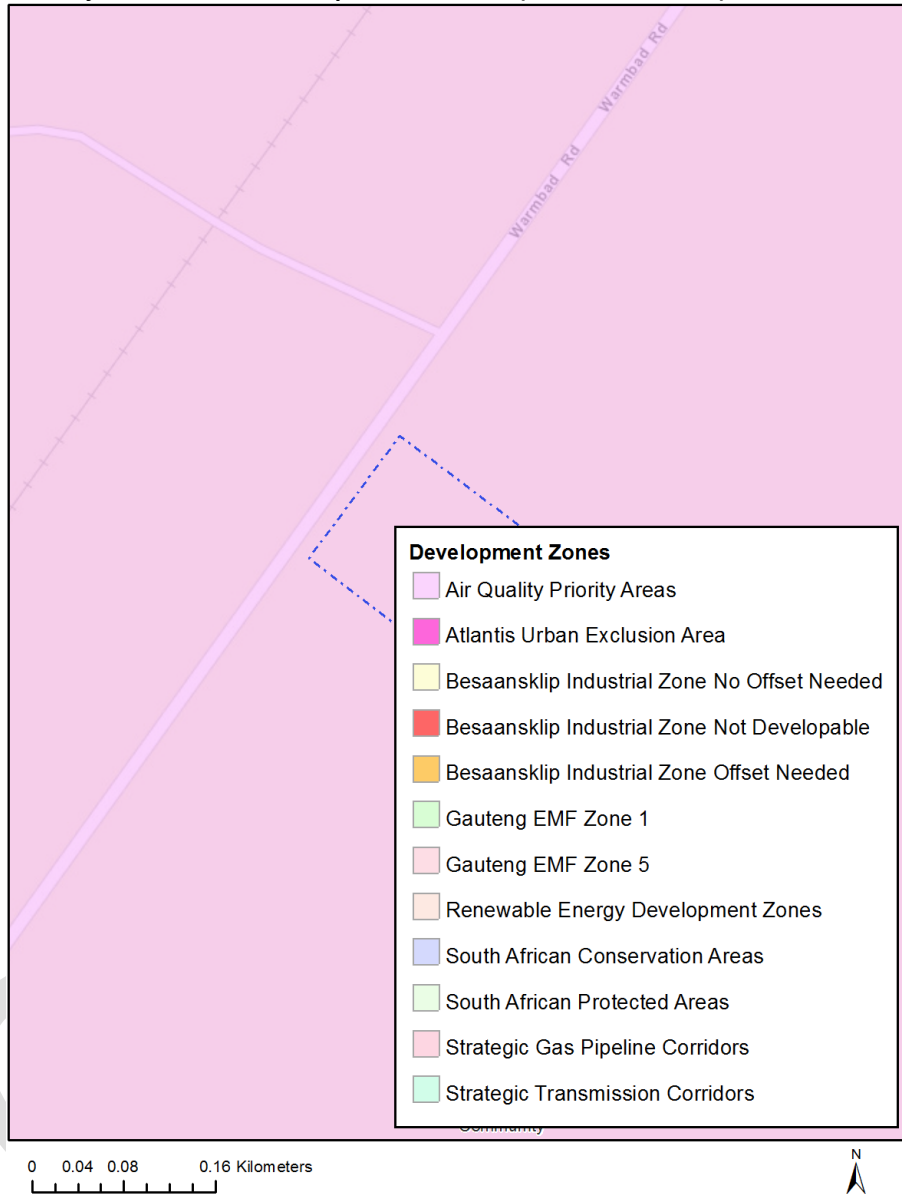 Warmbad Rd
Warmbad Rd
Development Zones
Air Quality Priority Areas
Atlantis Urban Exclusion Area
Besaansklip Industrial Zone No Offset Needed
Besaansklip Industrial Zone Not Developable
Besaansklip Industrial Zone Offset Needed
Gauteng EMF Zone 1
Gauteng EMF Zone 5
Renewable Energy Development Zones
South African Conservation Areas
South African Protected Areas
Strategic Gas Pipeline Corridors
Strategic Transmission Corridors
Community
0 0.04 0.08 0.16 Kilometers
N